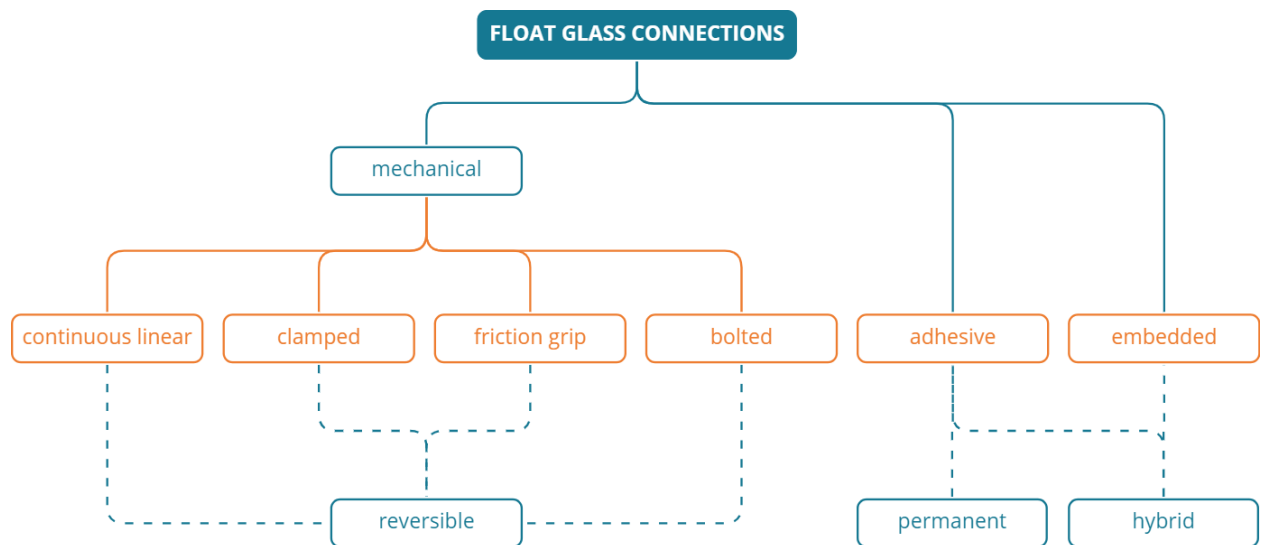 FLOAT GLASS CONNECTIONS
mechanical
continuous linear
clamped
friction grip
bolted
adhesive
embedded
reversible
permanent
hybrid